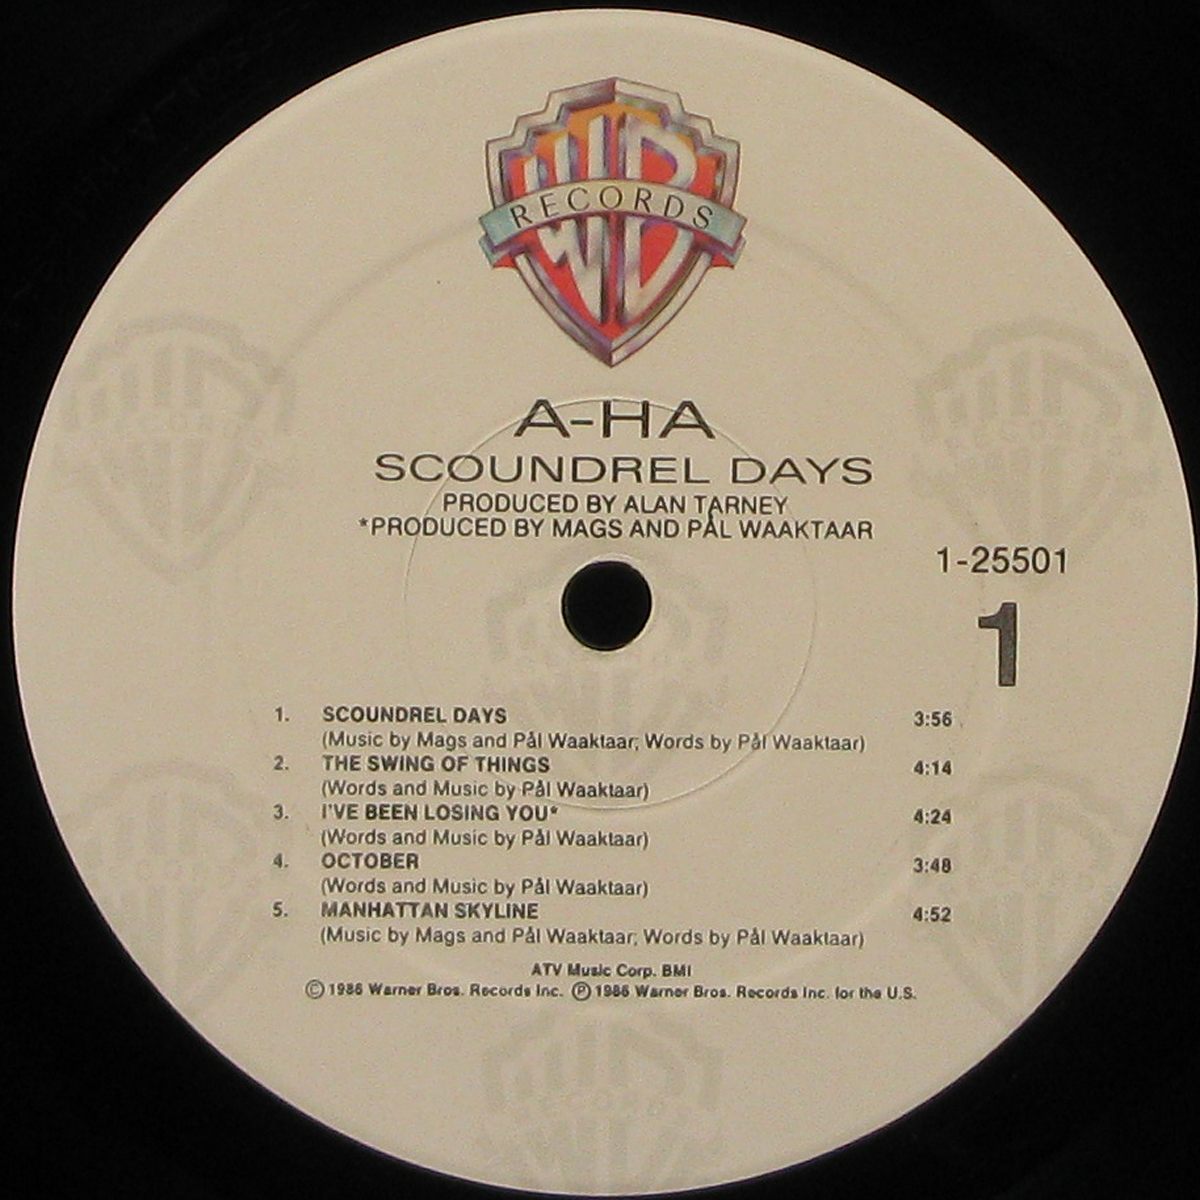 WB
RECORDS
A-HA
SCOUNDREL DAYS
PRODUCED BY ALAN TARNEY
*PRODUCED BY MAGS AND PÅL WAAKTAAR
1-25501
1
1. SCOUNDREL DAYS 3:56
(Music by Mags and Pål Waaktaar; Words by Pål Waaktaar)
2. THE SWING OF THINGS 4:14
(Words and Music by Pål Waaktaar)
3. I'VE BEEN LOSING YOU* 4:24
(Words and Music by Pål Waaktaar)
4. OCTOBER 3:48
(Words and Music by Pål Waaktaar)
5. MANHATTAN SKYLINE 4:52
(Music by Mags and Pål Waaktaar; Words by Pål Waaktaar)
ATV Music Corp. BMI
© 1986 Warner Bros. Records Inc. ℗ 1986 Warner Bros. Records Inc. for the U.S.